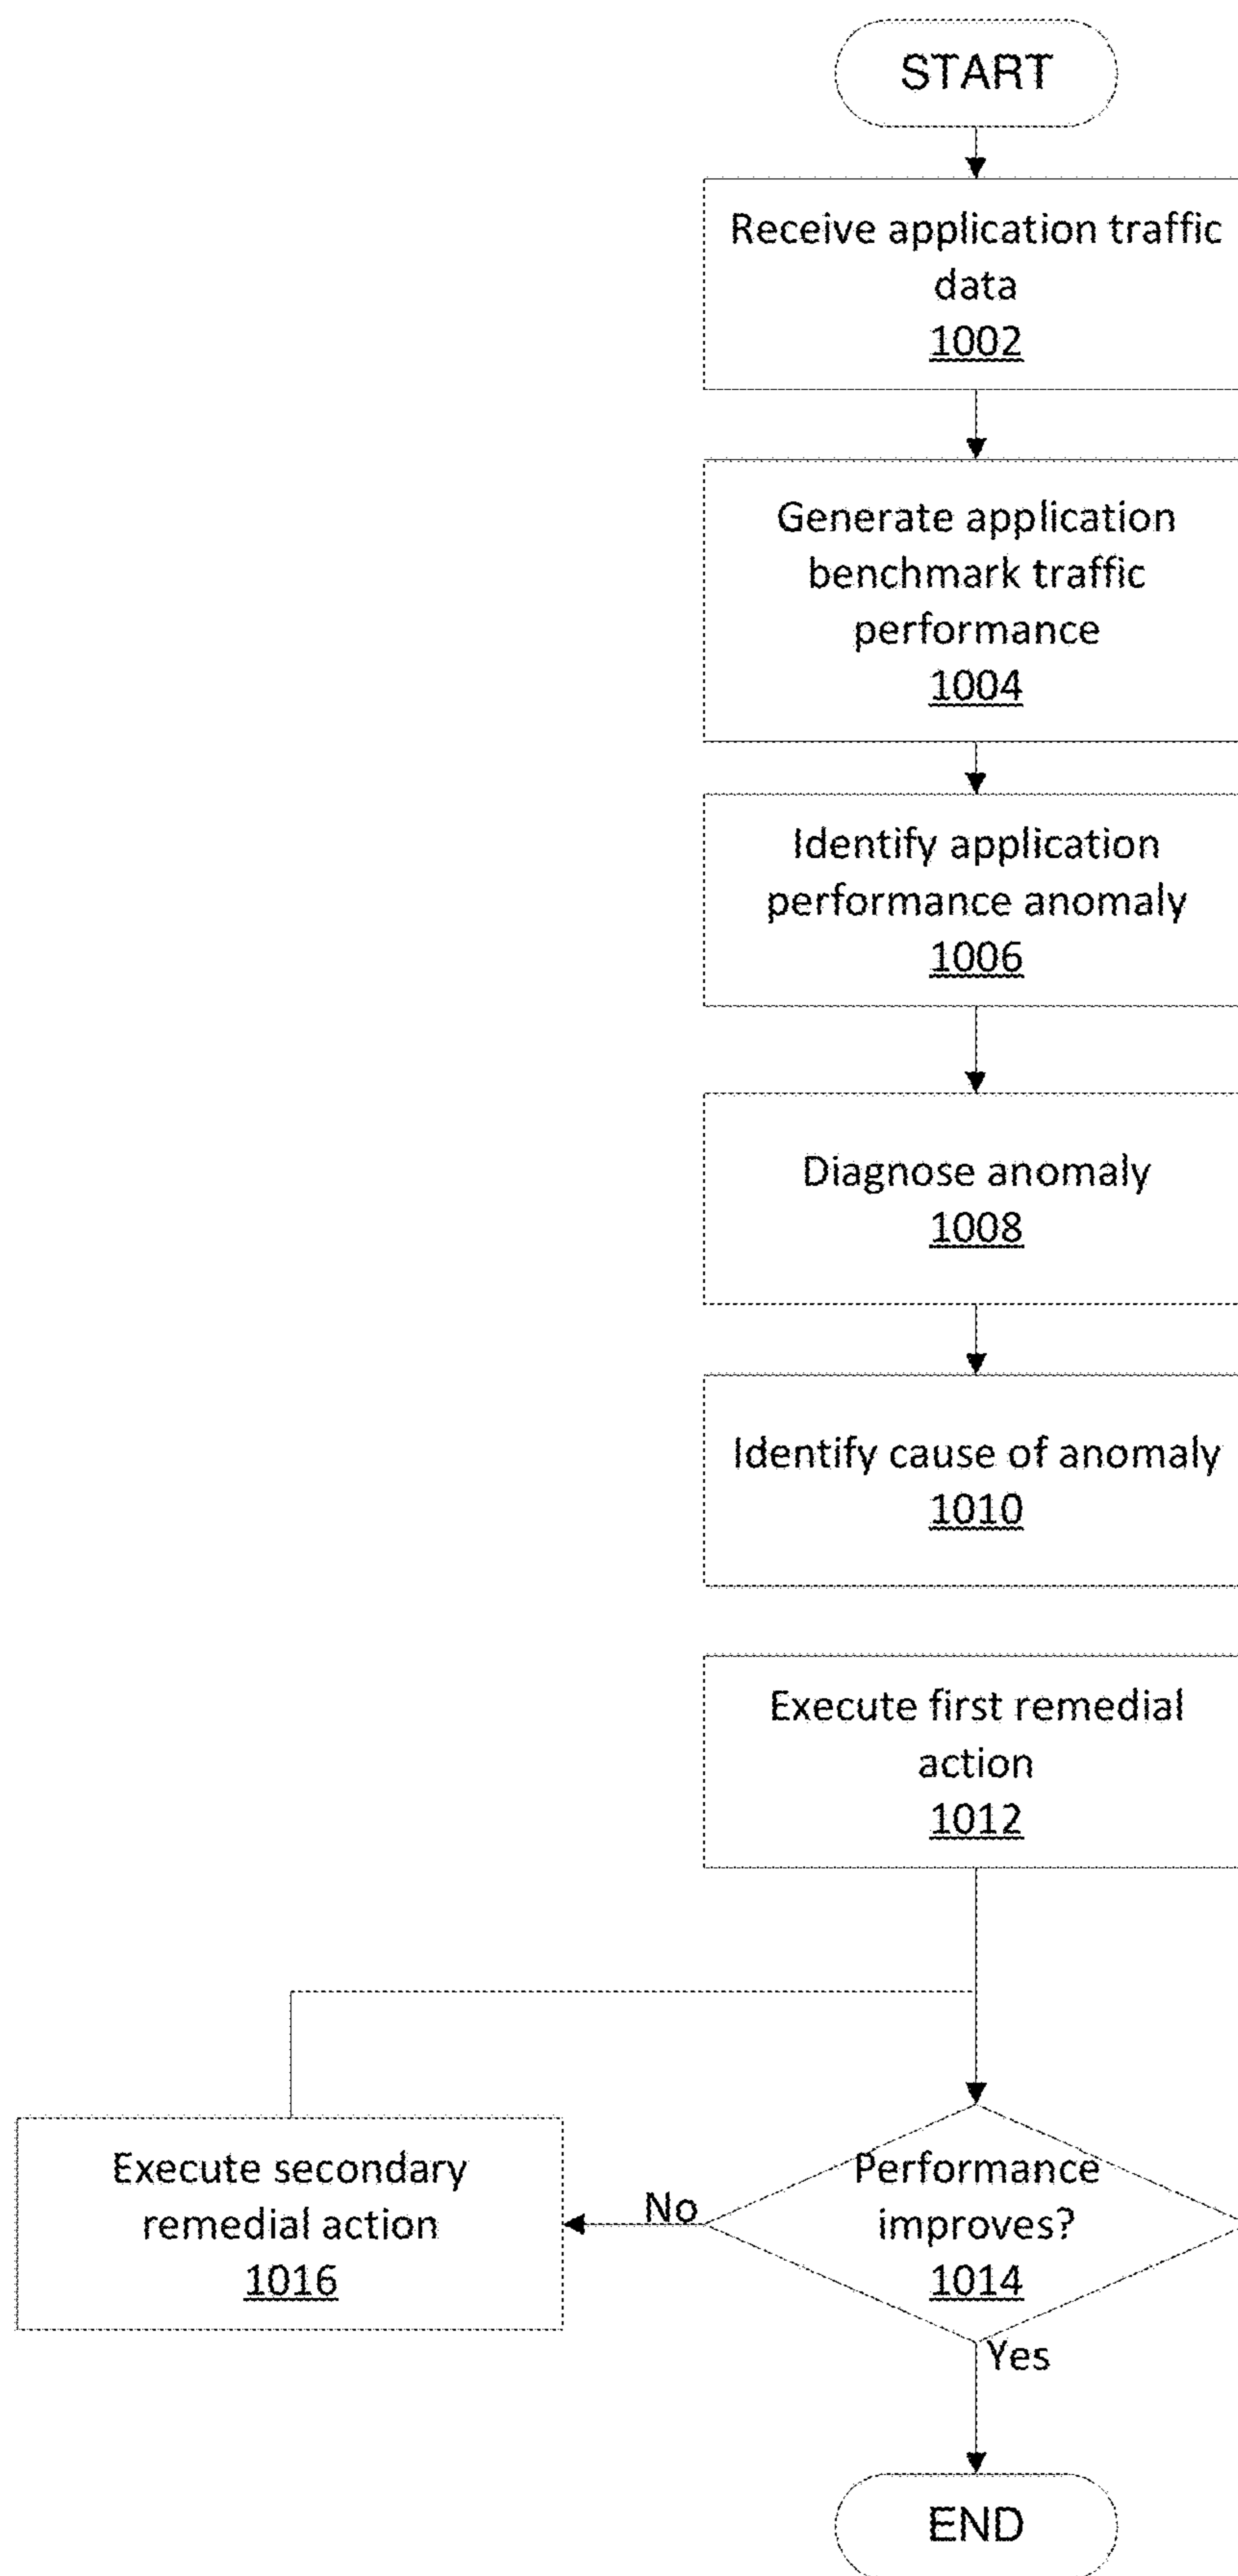 START
Receive application traffic
data
1002
Generate application
benchmark traffic
performance
1004
Identify application
performance anomaly
1006
Diagnose anomaly
1008
Identify cause of anomaly
1010
Execute first remedial
action
1012
Execute secondary
remedial action
1016
No
Performance
improves?
1014
Yes
END